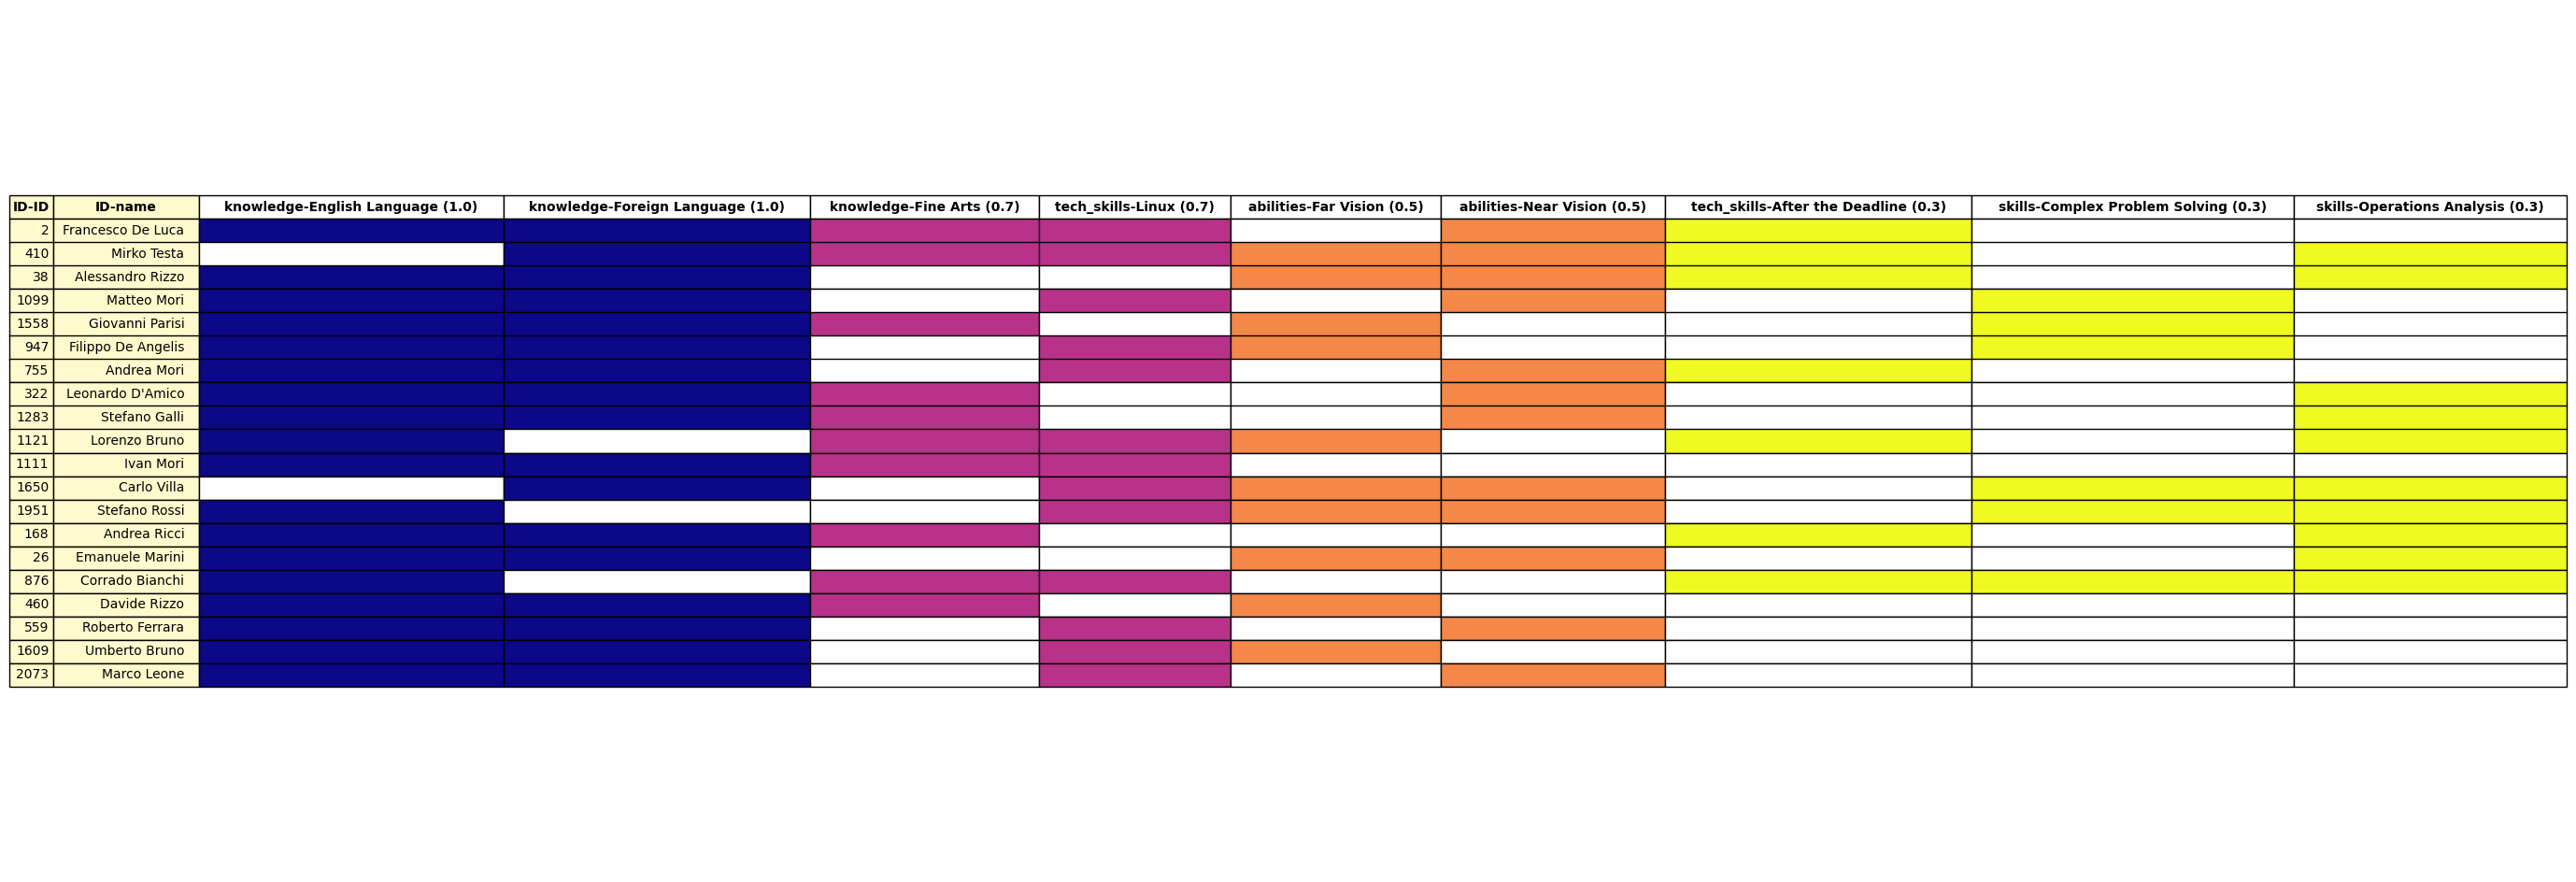 ID-ID ID-name knowledge-English Language (1.0) knowledge-Foreign Language (1.0) knowledge-Fine Arts (0.7) tech_skills-Linux (0.7) abilities-Far Vision (0.5) abilities-Near Vision (0.5) tech_skills-After the Deadline (0.3) skills-Complex Problem Solving (0.3) skills-Operations Analysis (0.3)
2 Francesco De Luca
410 Mirko Testa
38 Alessandro Rizzo
1099 Matteo Mori
1558 Giovanni Parisi
947 Filippo De Angelis
755 Andrea Mori
322 Leonardo D'Amico
1283 Stefano Galli
1121 Lorenzo Bruno
1111 Ivan Mori
1650 Carlo Villa
1951 Stefano Rossi
168 Andrea Ricci
26 Emanuele Marini
876 Corrado Bianchi
460 Davide Rizzo
559 Roberto Ferrara
1609 Umberto Bruno
2073 Marco Leone